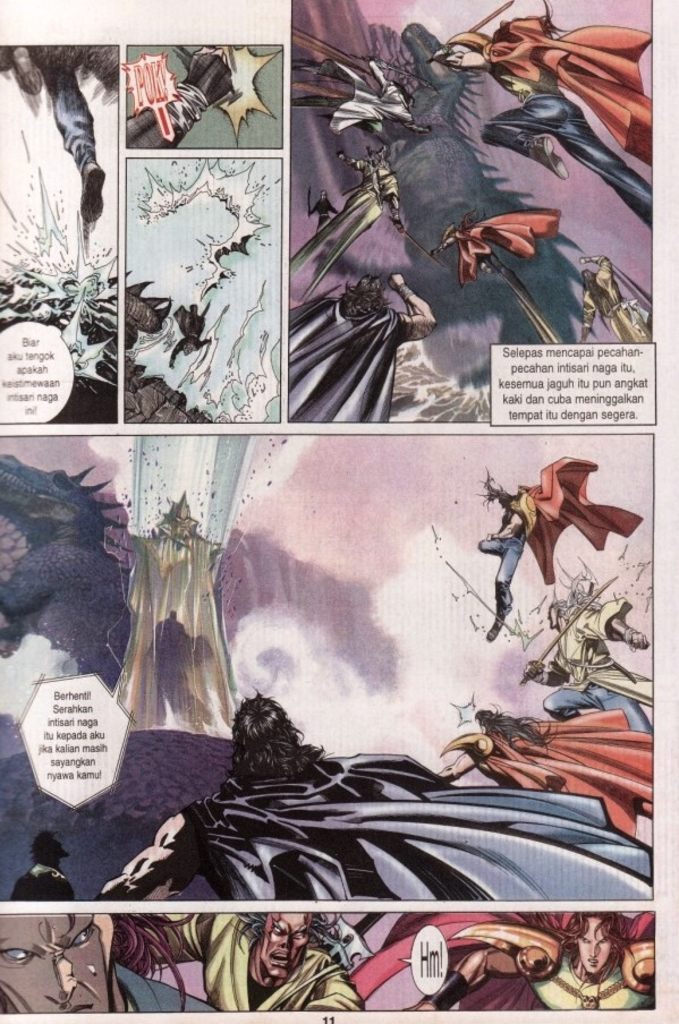 POK!
Biar
aku tengok
apakah
keistimewaan
intisari naga
ini!
Selepas mencapai pecahan-
pecahan intisari naga itu,
kesemua jaguh itu pun angkat
kaki dan cuba meninggalkan
tempat itu dengan segera.
Berhenti!
Serahkan
intisari naga
itu kepada aku
jika kalian masih
sayangkan
nyawa kamu!
Hm!
11